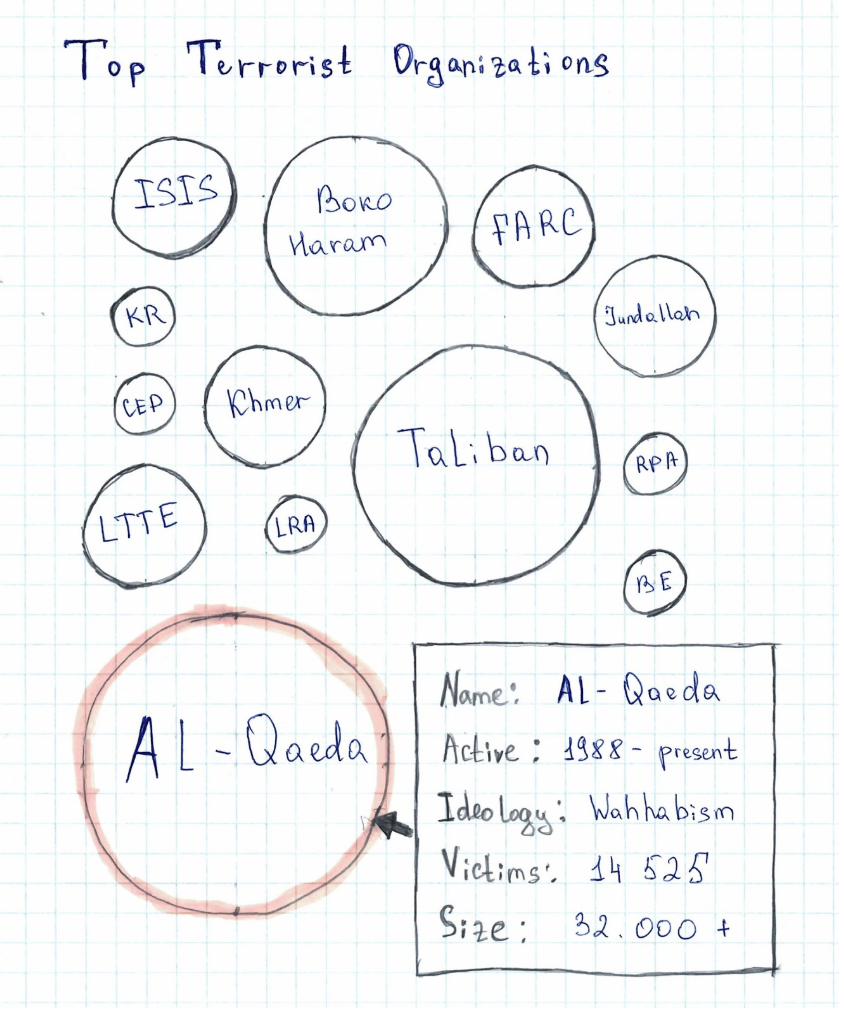 Top Terrorist Organizations
ISIS
Boko
Haram
FARC
KR
Jundallah
CEP
Khmer
TaLiban
RPA
LTTE
LRA
BE
AL-Qaeda
Name: AL-Qaeda
Active: 1988- present
Ideology: Wahhabism
Victims: 14 525
Size: 32.000 +